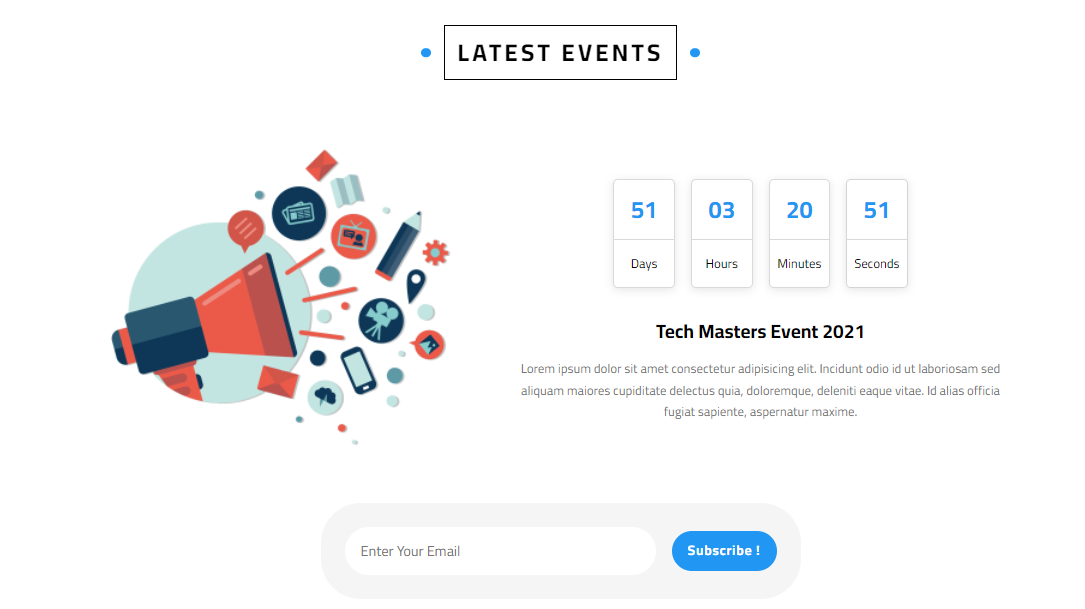 LATEST EVENTS
51 03 20 51
Days Hours Minutes Seconds
Tech Masters Event 2021
Lorem ipsum dolor sit amet consectetur adipisicing elit. Incidunt odio id ut laboriosam sed
aliquam maiores cupiditate delectus quia, doloremque, deleniti eaque vitae. Id alias officia
fugiat sapiente, aspernatur maxime.
Enter Your Email Subscribe !